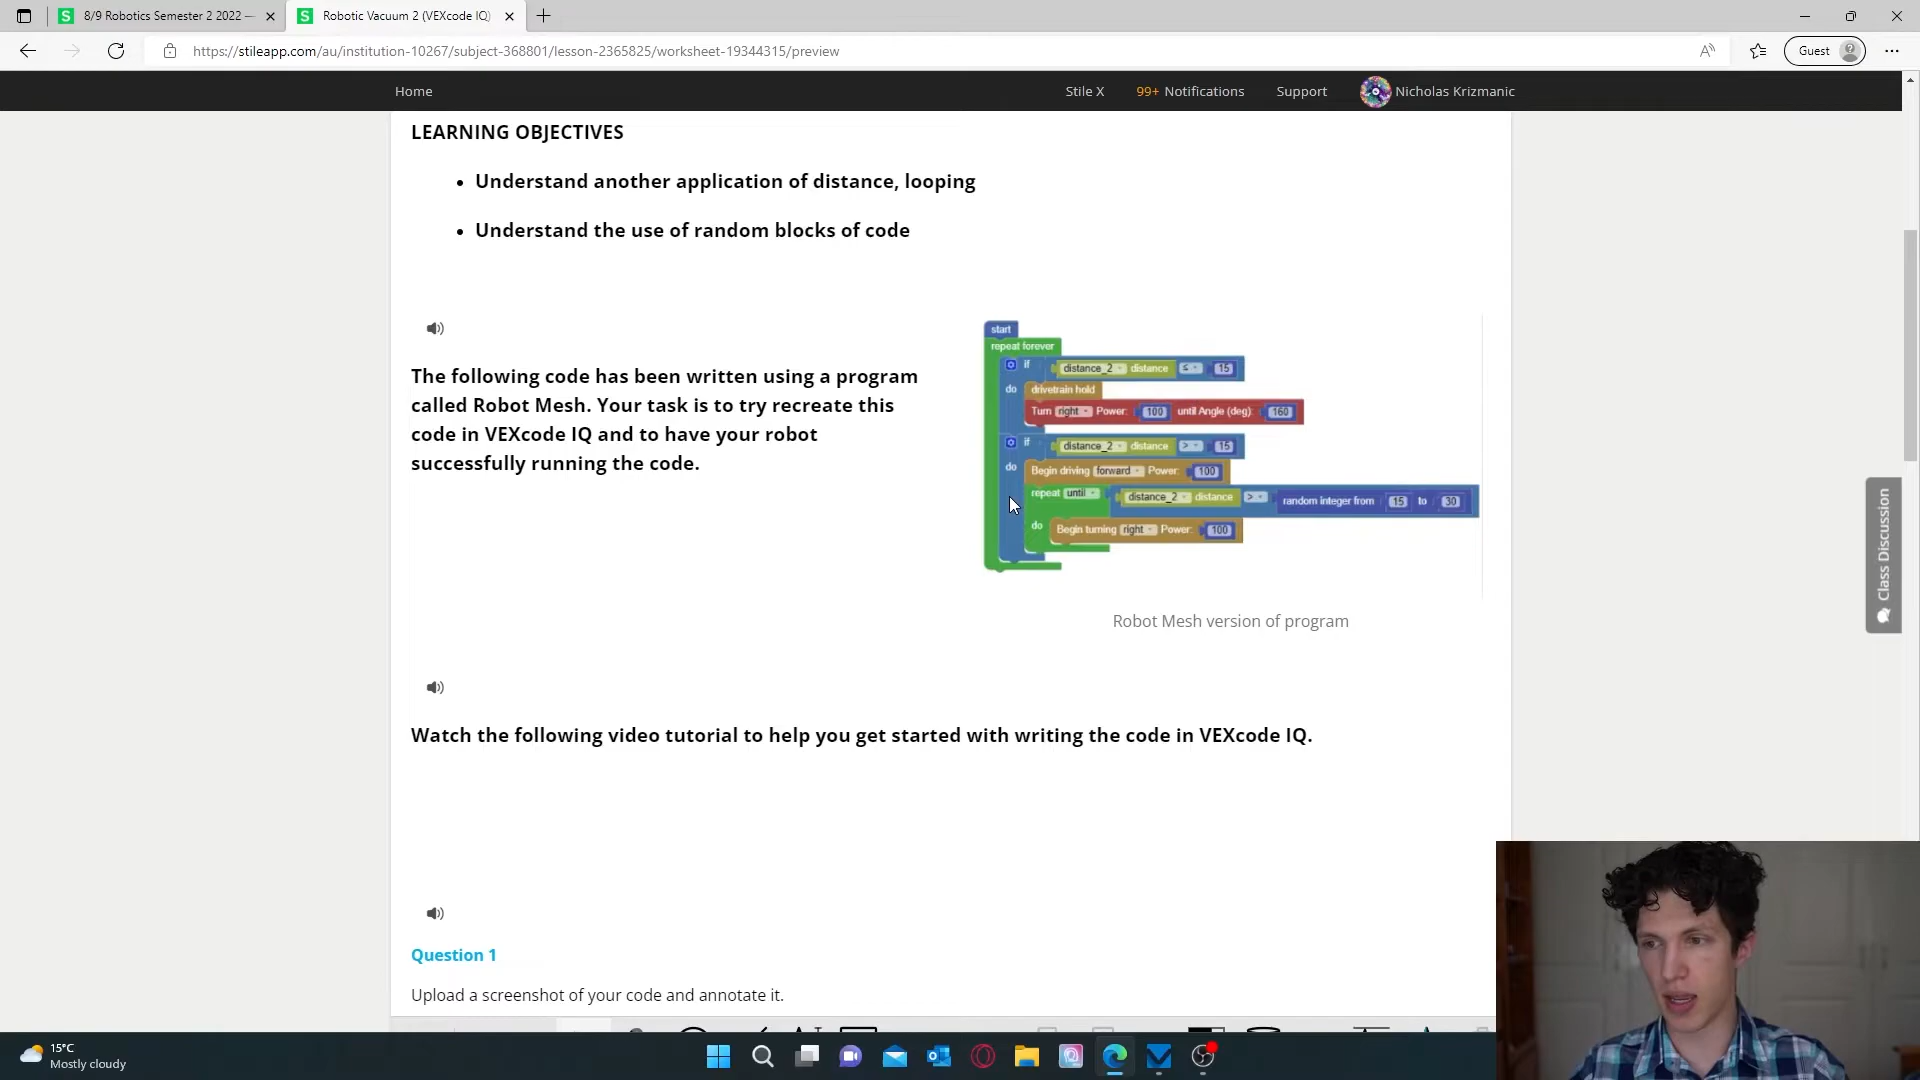 8/9 Robotics Semester 2 2022 —
Robotic Vacuum 2 (VEXcode IQ)
https://stileapp.com/au/institution-10267/subject-368801/lesson-2365825/worksheet-19344315/preview
Guest
Home
Stile X
99+ Notifications
Support
Nicholas Krizmanic
LEARNING OBJECTIVES
• Understand another application of distance, looping
• Understand the use of random blocks of code
The following code has been written using a program
called Robot Mesh. Your task is to try recreate this
code in VEXcode IQ and to have your robot
successfully running the code.
start
repeat forever
if distance_2 distance ≤ 15
do drivetrain hold
Turn right Power: 100 until Angle (deg): 160
if distance_2 distance > 15
do Begin driving forward Power: 100
repeat until distance_2 distance > random integer from 15 to 30
do Begin turning right Power: 100
Robot Mesh version of program
Class Discussion
Watch the following video tutorial to help you get started with writing the code in VEXcode IQ.
Question 1
Upload a screenshot of your code and annotate it.
15°C
Mostly cloudy